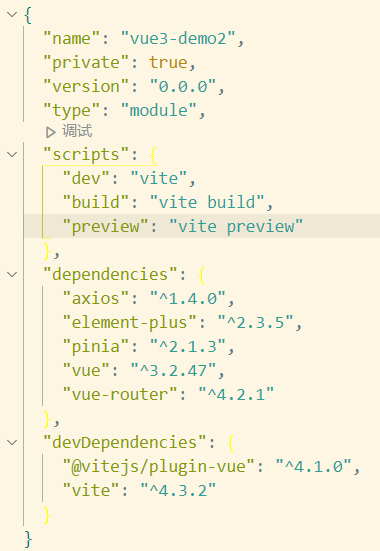 {
"name": "vue3-demo2",
"private": true,
"version": "0.0.0",
"type": "module",
调试
"scripts": {
"dev": "vite",
"build": "vite build",
"preview": "vite preview"
},
"dependencies": {
"axios": "^1.4.0",
"element-plus": "^2.3.5",
"pinia": "^2.1.3",
"vue": "^3.2.47",
"vue-router": "^4.2.1"
},
"devDependencies": {
"@vitejs/plugin-vue": "^4.1.0",
"vite": "^4.3.2"
}
}